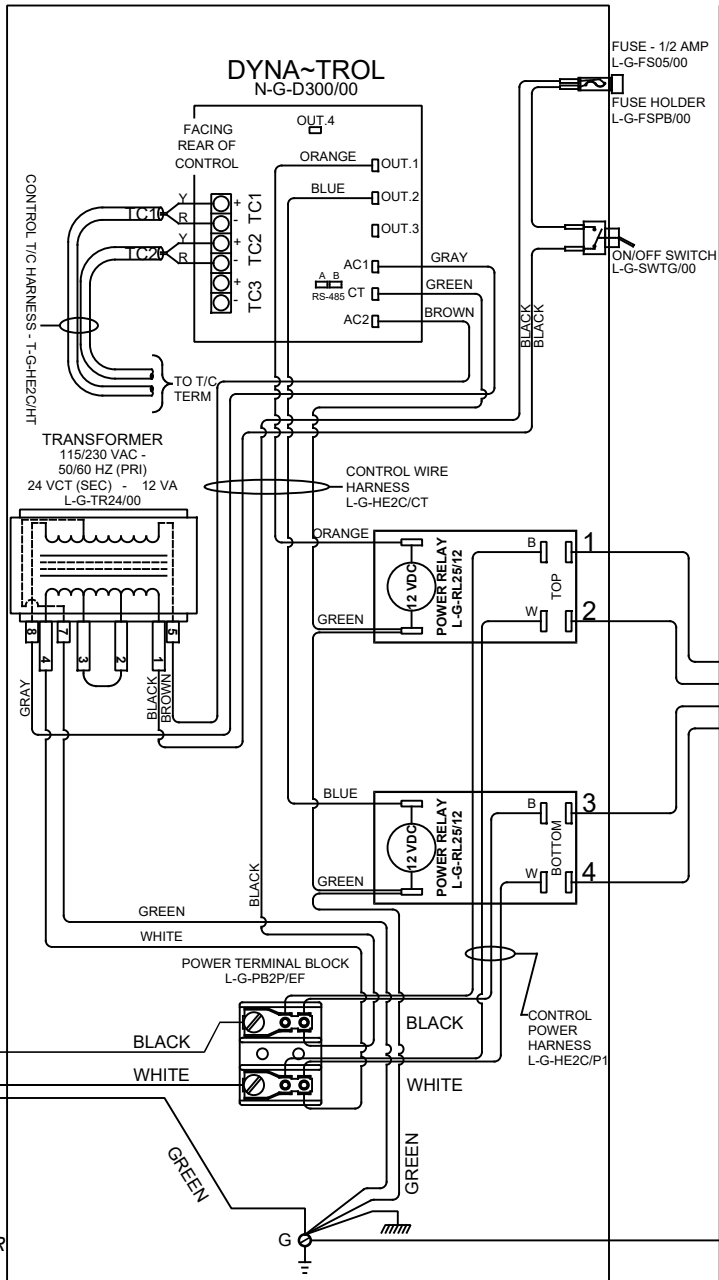 FUSE - 1/2 AMP
L-G-FS05/00
FUSE HOLDER
L-G-FSPB/00
DYNA~TROL
N-G-D300/00
OUT.4
FACING
REAR OF
CONTROL
ORANGE
OUT.1
BLUE
OUT.2
OUT.3
Y
R
Y
R
+
-
+
-
+
-
TC1
TC2
TC3
TC1
TC2
AC1
GRAY
A B
RS-485
CT
GREEN
AC2
BROWN
ON/OFF SWITCH
L-G-SWTG/00
BLACK
BLACK
CONTROL T/C HARNESS - T-G-HE2C/HT
TO T/C
TERM
TRANSFORMER
115/230 VAC -
50/60 HZ (PRI)
24 VCT (SEC) - 12 VA
L-G-TR24/00
CONTROL WIRE
HARNESS
L-G-HE2C/CT
8
4
7
3
2
1
5
GRAY
BLACK
BROWN
ORANGE
GREEN
12 VDC
POWER RELAY
L-G-RL25/12
B
W
TOP
1
2
BLUE
GREEN
12 VDC
POWER RELAY
L-G-RL25/12
B
W
BOTTOM
3
4
BLACK
GREEN
WHITE
POWER TERMINAL BLOCK
L-G-PB2P/EF
BLACK
BLACK
WHITE
WHITE
CONTROL
POWER
HARNESS
L-G-HE2C/P1
GREEN
GREEN
G
R